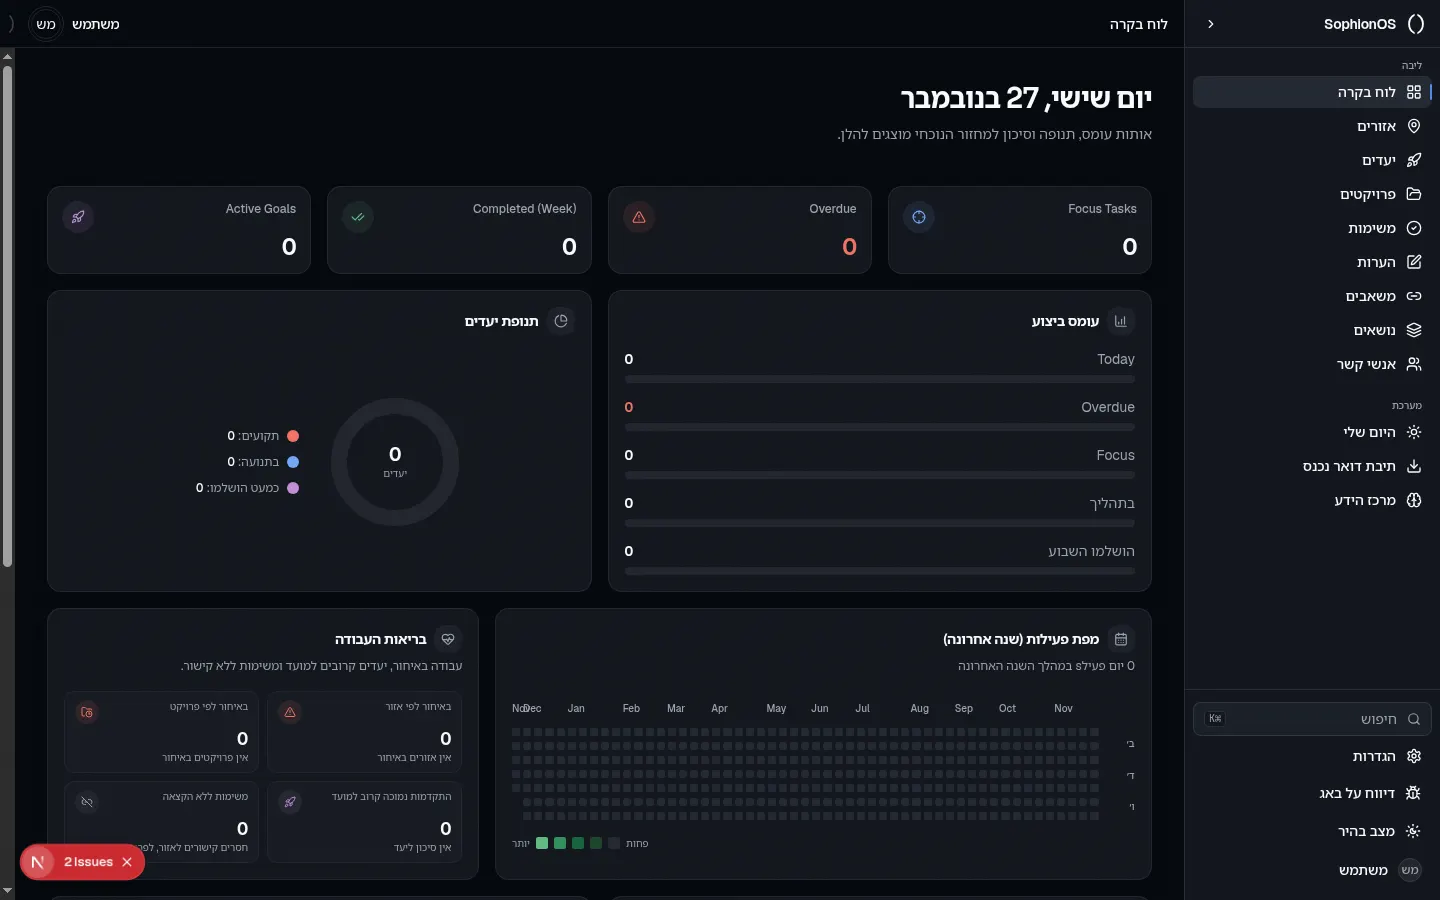 SophionOS
ליבה
לוח בקרה
אזורים
יעדים
פרויקטים
משימות
הערות
משאבים
נושאים
אנשי קשר
מערכת
היום שלי
תיבת דואר נכנס
מרכז הידע
חיפוש
⌘K
הגדרות
דיווח על באג
מצב בהיר
מש
משתמש
לוח בקרה
משתמש
מש
יום שישי, 27 בנובמבר
אותות עומס, תנופה וסיכון למחזור הנוכחי מוצגים להלן.
Focus Tasks
0
Overdue
0
Completed (Week)
0
Active Goals
0
עומס ביצוע
Today
0
Overdue
0
Focus
0
בתהליך
0
הושלמו השבוע
0
תנופת יעדים
0
יעדים
תקועים: 0
בתנועה: 0
כמעט הושלמו: 0
מפת פעילות (שנה אחרונה)
0 יום פעילs במהלך השנה האחרונה
Nov Dec Jan Feb Mar Apr May Jun Jul Aug Sep Oct Nov
ב׳
ד׳
ו׳
פחות
יותר
בריאות העבודה
עבודה באיחור, יעדים קרובים למועד ומשימות ללא קישור.
באיחור לפי אזור
0
אין אזורים באיחור
באיחור לפי פרויקט
0
אין פרויקטים באיחור
התקדמות נמוכה קרוב למועד
0
אין סיכון ליעד
משימות ללא הקצאה
0
חסרים קישורים לאזור,
2 Issues